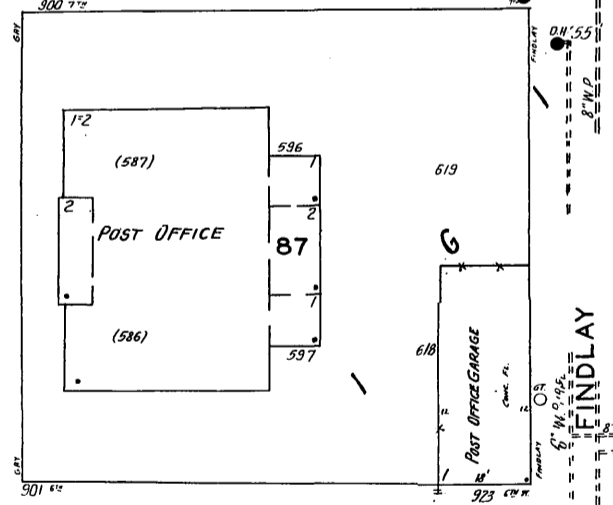 900 7TH
GAY
FINDLAY
D.H. 55'
8" W.P.
1=2
(587)
596
1
619
2
2
POST OFFICE
87
G
(586)
1
597
618
POST OFFICE GARAGE
CONC. FL.
12
12
1
18'
FINDLAY
FINDLAY
GAY
901 6TH
923 6TH ST.